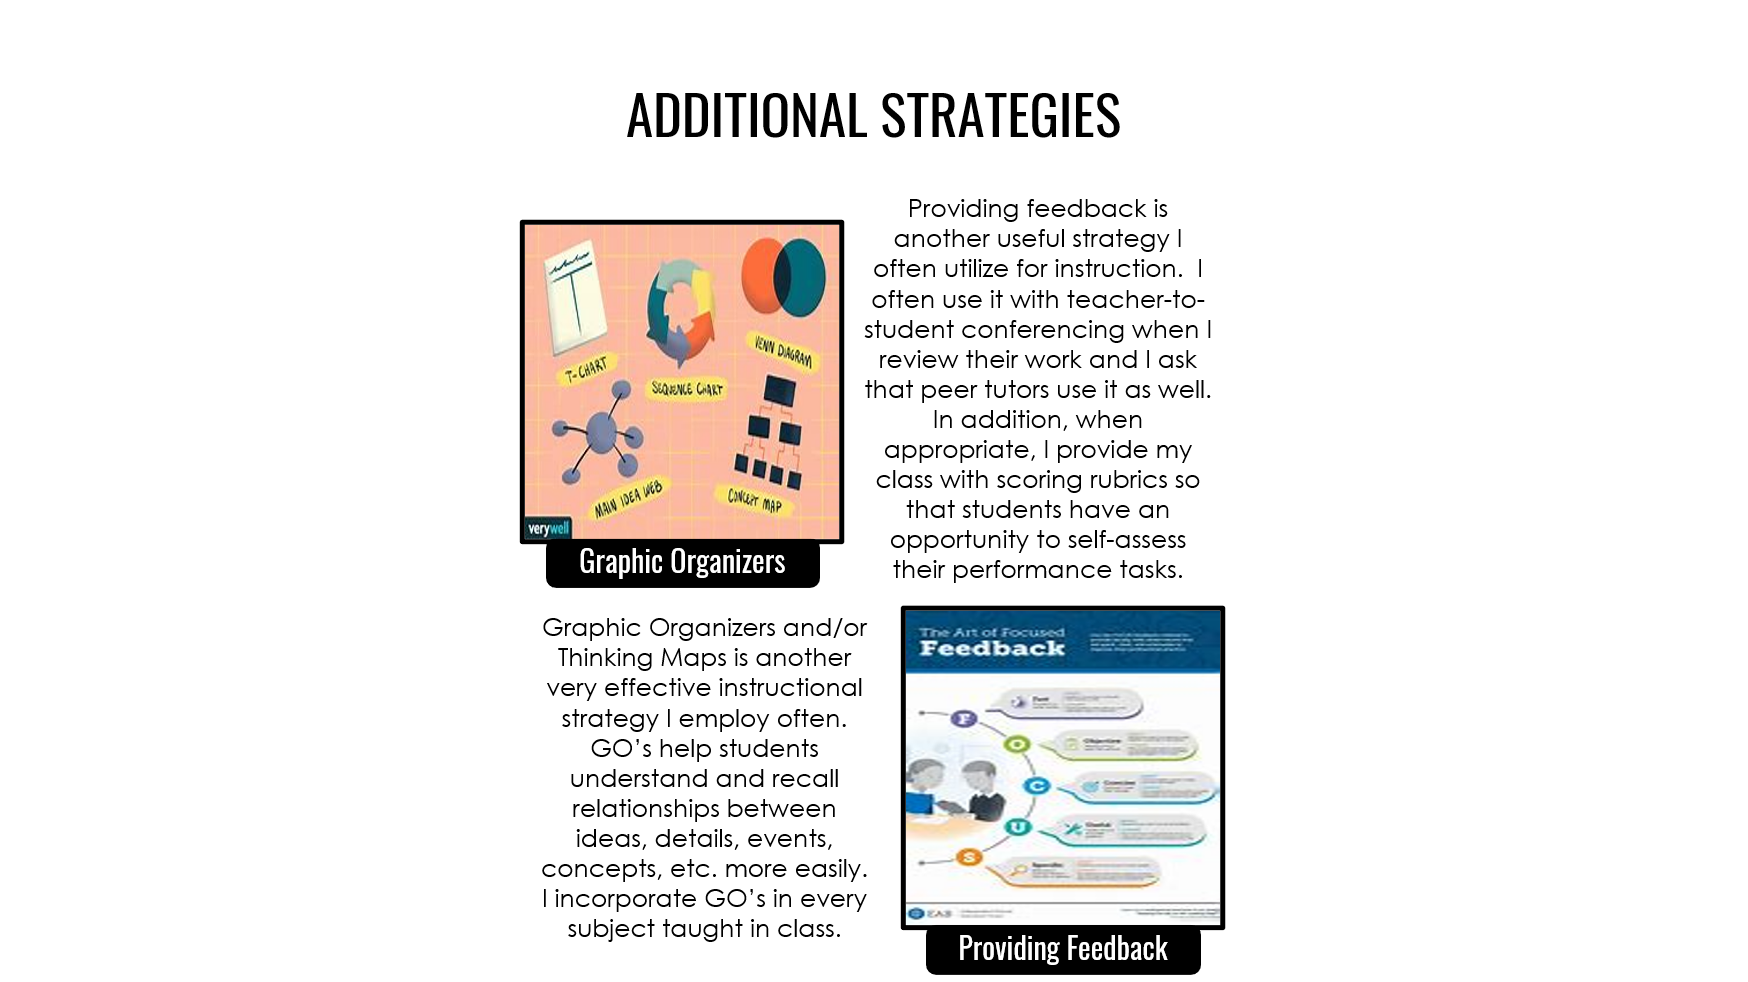 ADDITIONAL STRATEGIES
T-CHART
SEQUENCE CHART
VENN DIAGRAM
MAIN IDEA WEB
CONCEPT MAP
verywell
Graphic Organizers
Graphic Organizers and/or
Thinking Maps is another
very effective instructional
strategy I employ often.
GO’s help students
understand and recall
relationships between
ideas, details, events,
concepts, etc. more easily.
I incorporate GO’s in every
subject taught in class.
Providing feedback is
another useful strategy I
often utilize for instruction.  I
often use it with teacher-to-
student conferencing when I
review their work and I ask
that peer tutors use it as well.
In addition, when
appropriate, I provide my
class with scoring rubrics so
that students have an
opportunity to self-assess
their performance tasks.
The Art of Focused
Feedback
F
O
Objective
C
Concise
U
Useful
S
Specific
EAB
Providing Feedback